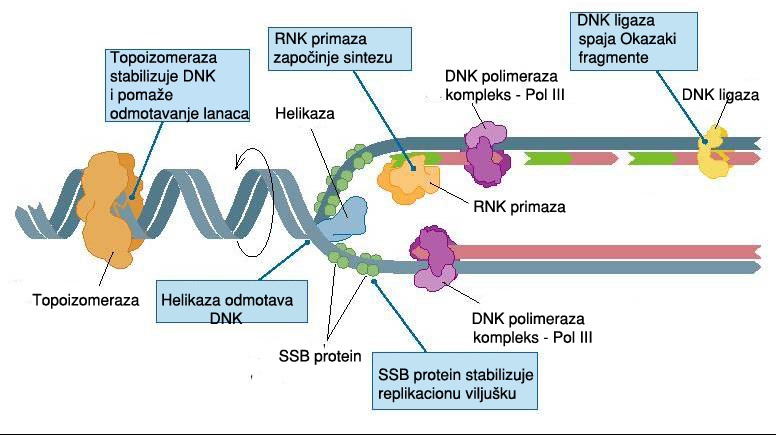 Topoizomeraza
stabilizuje DNK
i pomaže
odmotavanje lanaca
RNK primaza
započinje sintezu
DNK ligaza
spaja Okazaki
fragmente
DNK polimeraza
kompleks - Pol III
DNK ligaza
Helikaza
RNK primaza
Topoizomeraza
Helikaza odmotava
DNK
SSB protein
DNK polimeraza
kompleks - Pol III
SSB protein stabilizuje
replikacionu viljušku